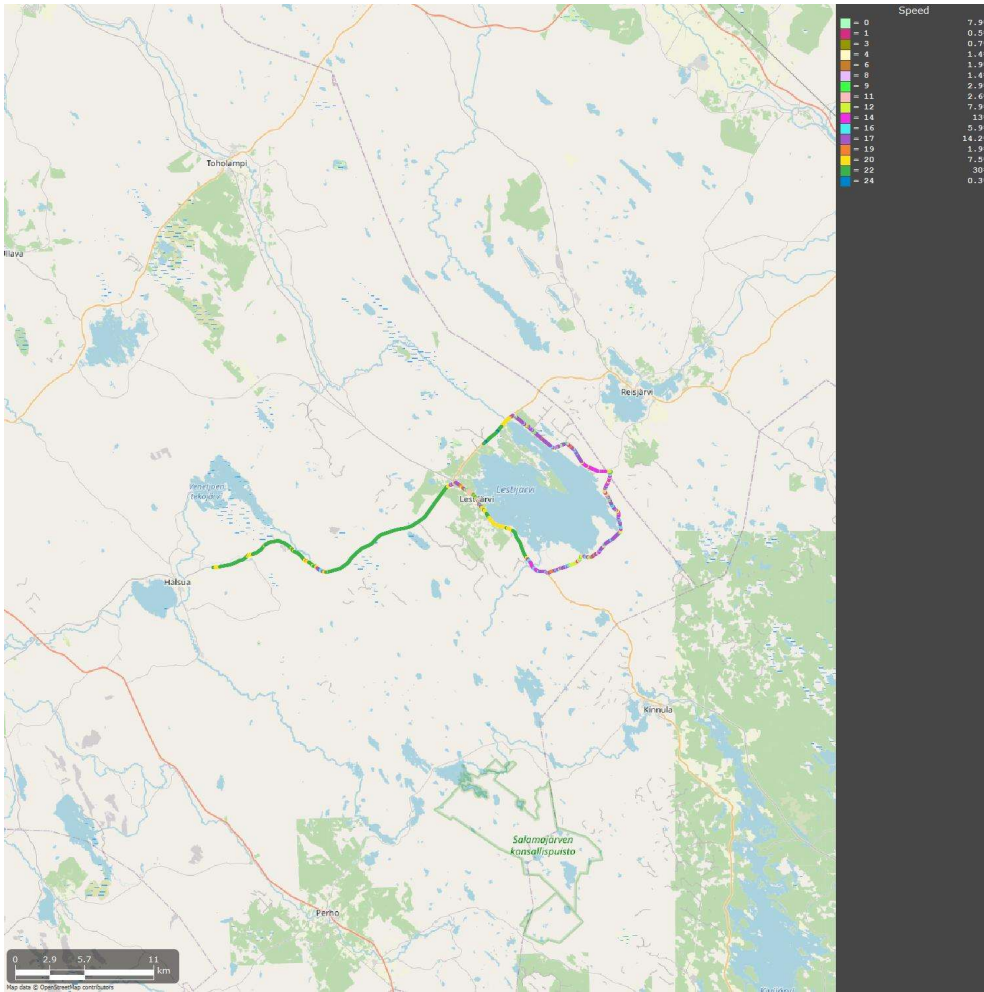 Speed
= 0 7.9
= 1 0.5
= 3 0.7
= 4 1.4
= 6 1.9
= 8 1.4
= 9 2.9
= 11 2.6
= 12 7.9
= 14 13
= 16 5.9
= 17 14.2
= 19 1.9
= 20 7.5
= 22 30
= 24 0.3
Toholampi
Ullava
Reisjärvi
Lestijärvi
Lestijärvi
Halsua
Kinnula
Salamajärven
kansallispuisto
Perho
0 2.9 5.7 11
km
Map data © OpenStreetMap contributors